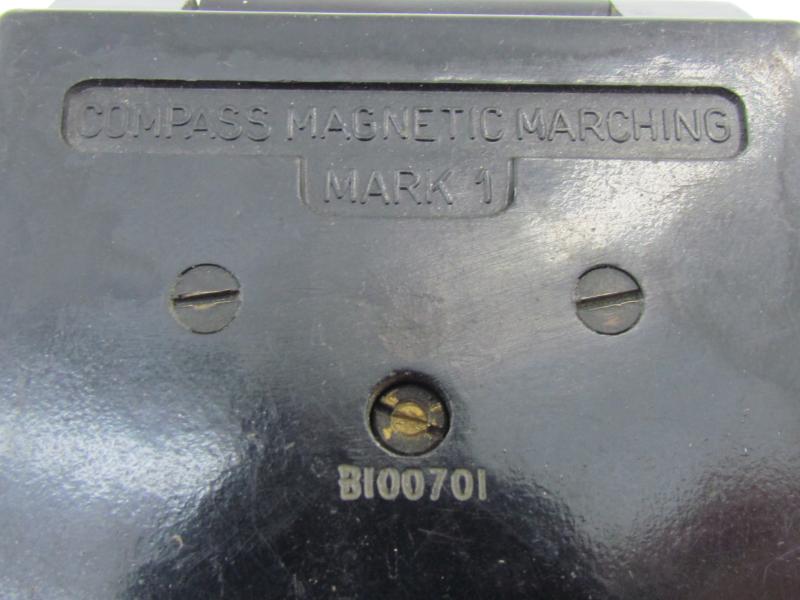 COMPASS MAGNETIC MARCHING
MARK 1
B100701